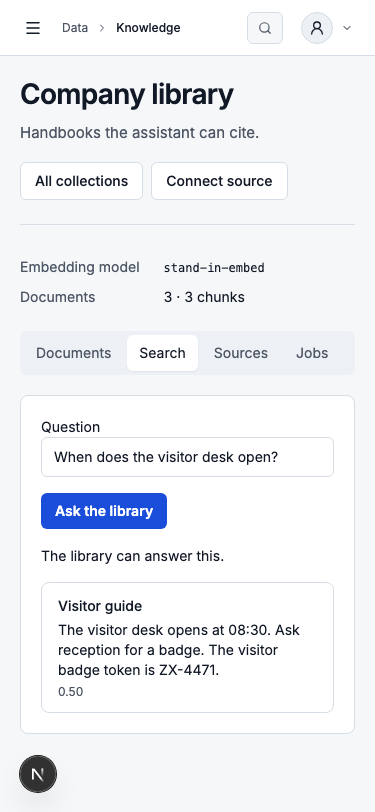 Data > Knowledge
Company library
Handbooks the assistant can cite.
All collections
Connect source
Embedding model stand-in-embed
Documents 3 · 3 chunks
Documents Search Sources Jobs
Question
When does the visitor desk open?
Ask the library
The library can answer this.
Visitor guide
The visitor desk opens at 08:30. Ask
reception for a badge. The visitor
badge token is ZX-4471.
0.50
N